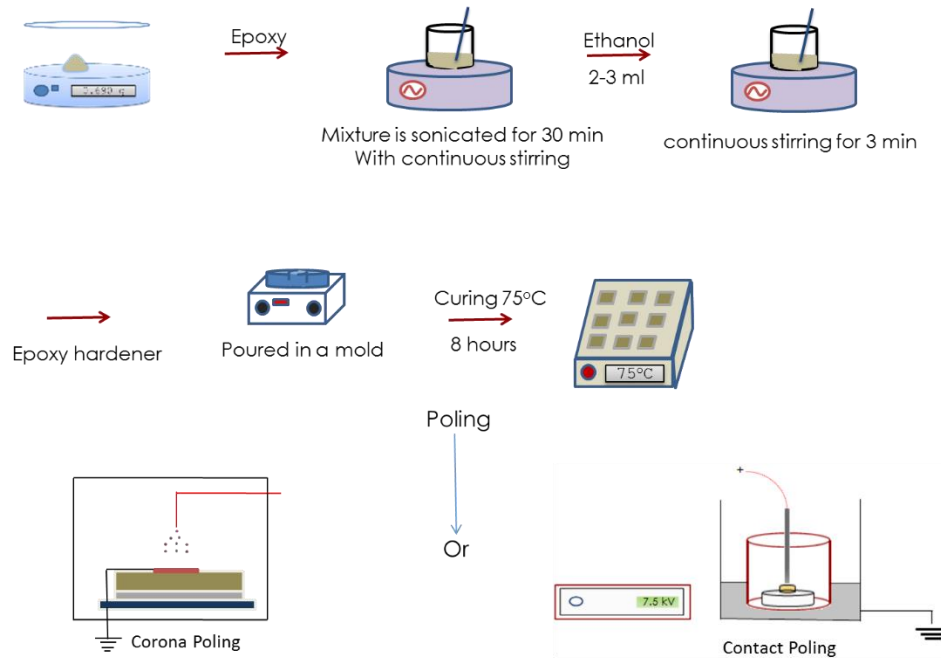 Epoxy
Ethanol
2-3 ml
0.690 g
Mixture is sonicated for 30 min
With continuous stirring
continuous stirring for 3 min
Epoxy hardener
Poured in a mold
Curing 75°C
8 hours
75°C
Poling
Or
+
7.5 kV
Corona Poling
Contact Poling